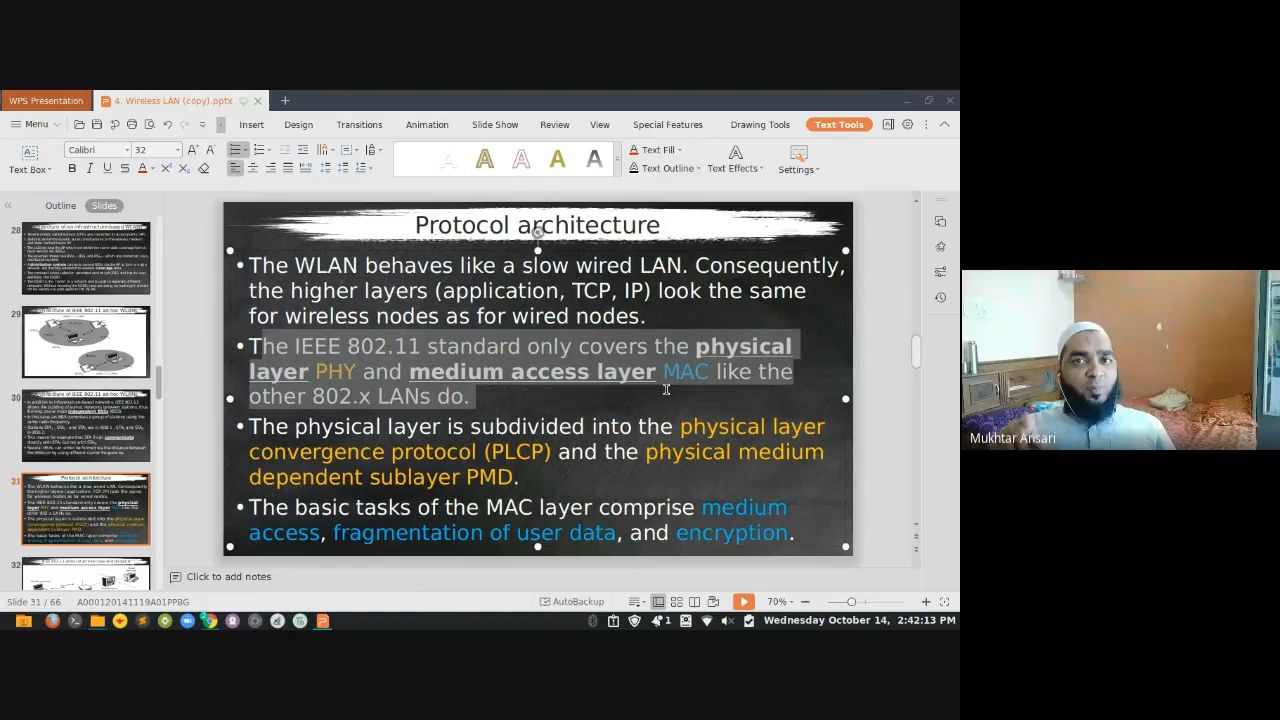 WPS Presentation
4. Wireless LAN (copy).pptx
Menu
Insert
Design
Transitions
Animation
Slide Show
Review
View
Special Features
Drawing Tools
Text Tools
Text Box
Calibri
32
Text Fill
Text Outline
Text Effects
Settings
Outline
Slides
28
29
30
31
32
Protocol architecture
• The WLAN behaves like a slow wired LAN. Consequently,
the higher layers (application, TCP, IP) look the same
for wireless nodes as for wired nodes.
• The IEEE 802.11 standard only covers the physical
layer PHY and medium access layer MAC like the
other 802.x LANs do.
• The physical layer is subdivided into the physical layer
convergence protocol (PLCP) and the physical medium
dependent sublayer PMD.
• The basic tasks of the MAC layer comprise medium
access, fragmentation of user data, and encryption.
Click to add notes
Slide 31 / 66
A000120141119A01PPBG
AutoBackup
70%
Wednesday October 14, 2:42:13 PM
Mukhtar Ansari